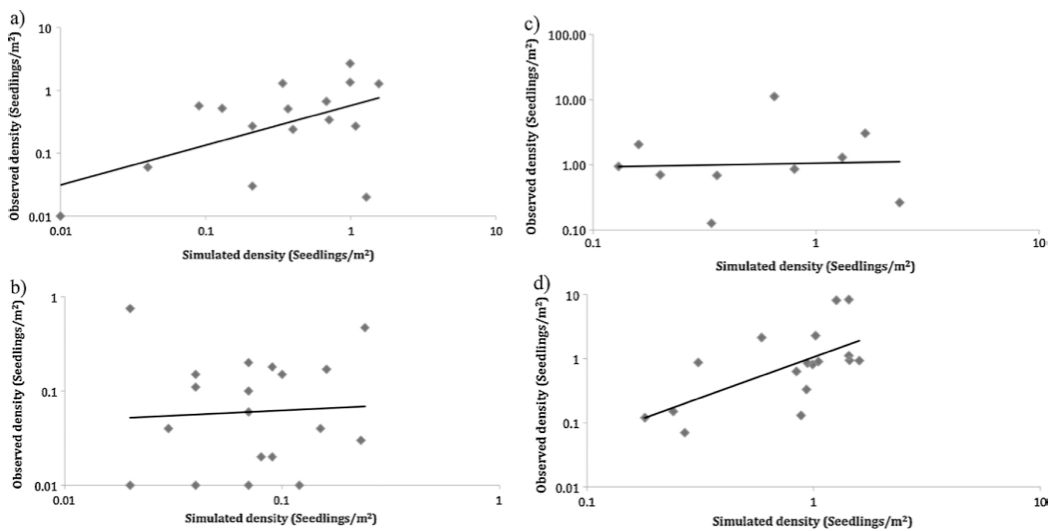 a)
Observed density (Seedlings/m²)
10
1
0.1
0.01
0.01
0.1
1
10
Simulated density (Seedlings/m²)
b)
Observed density (Seedlings/m²)
1
0.1
0.01
0.01
0.1
1
Simulated density (Seedlings/m²)
c)
Observed density (Seedlings/m²)
100.00
10.00
1.00
0.10
0.1
1
10
Simulated density (Seedlings/m²)
d)
Observed density (Seedlings/m²)
10
1
0.1
0.01
0.1
1
10
Simulated density (Seedlings/m²)